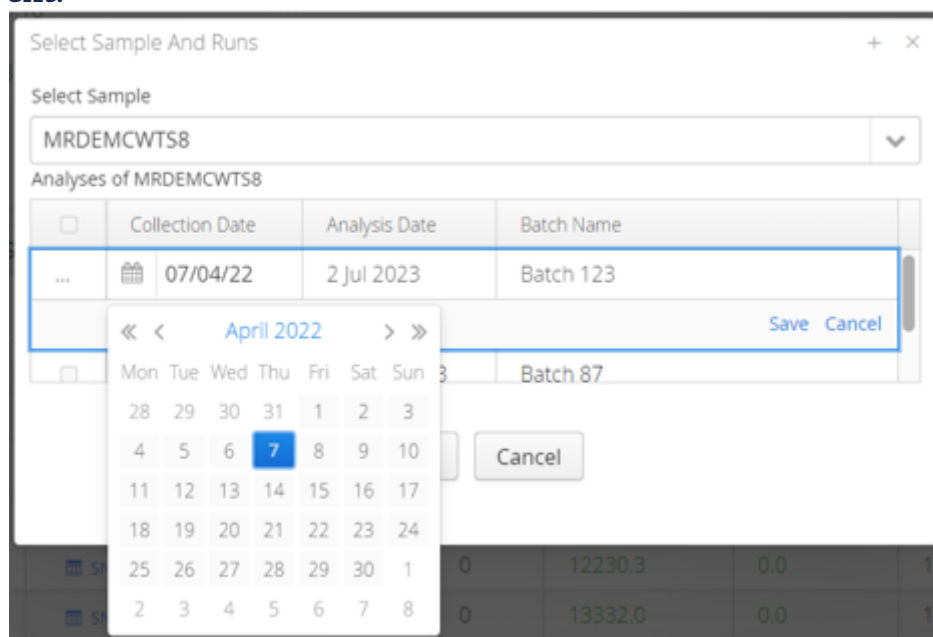 Select Sample And Runs + ×
Select Sample
MRDEMCWTS8
Analyses of MRDEMCWTS8
Collection Date Analysis Date Batch Name
... 07/04/22 2 Jul 2023 Batch 123
Save Cancel
« < April 2022 > »
Batch 87
Mon Tue Wed Thu Fri Sat Sun
28 29 30 31 1 2 3
4 5 6 7 8 9 10
Cancel
11 12 13 14 15 16 17
18 19 20 21 22 23 24
25 26 27 28 29 30 1
0 12230.3 0.0
2 3 4 5 6 7 8
0 13332.0 0.0